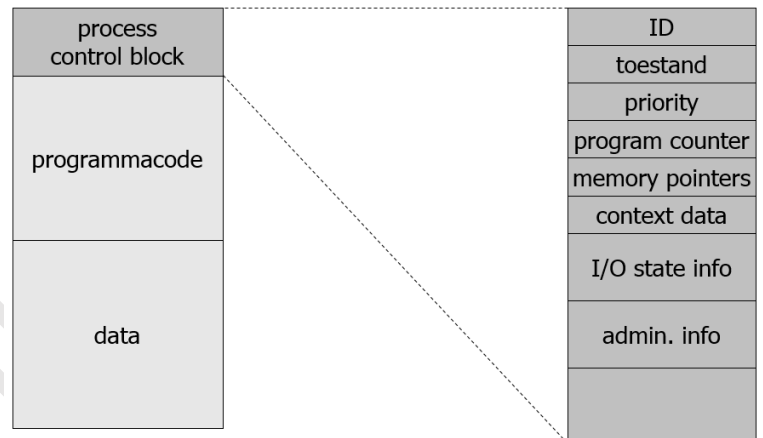 process
control block
programmacode
data
ID
toestand
priority
program counter
memory pointers
context data
I/O state info
admin. info